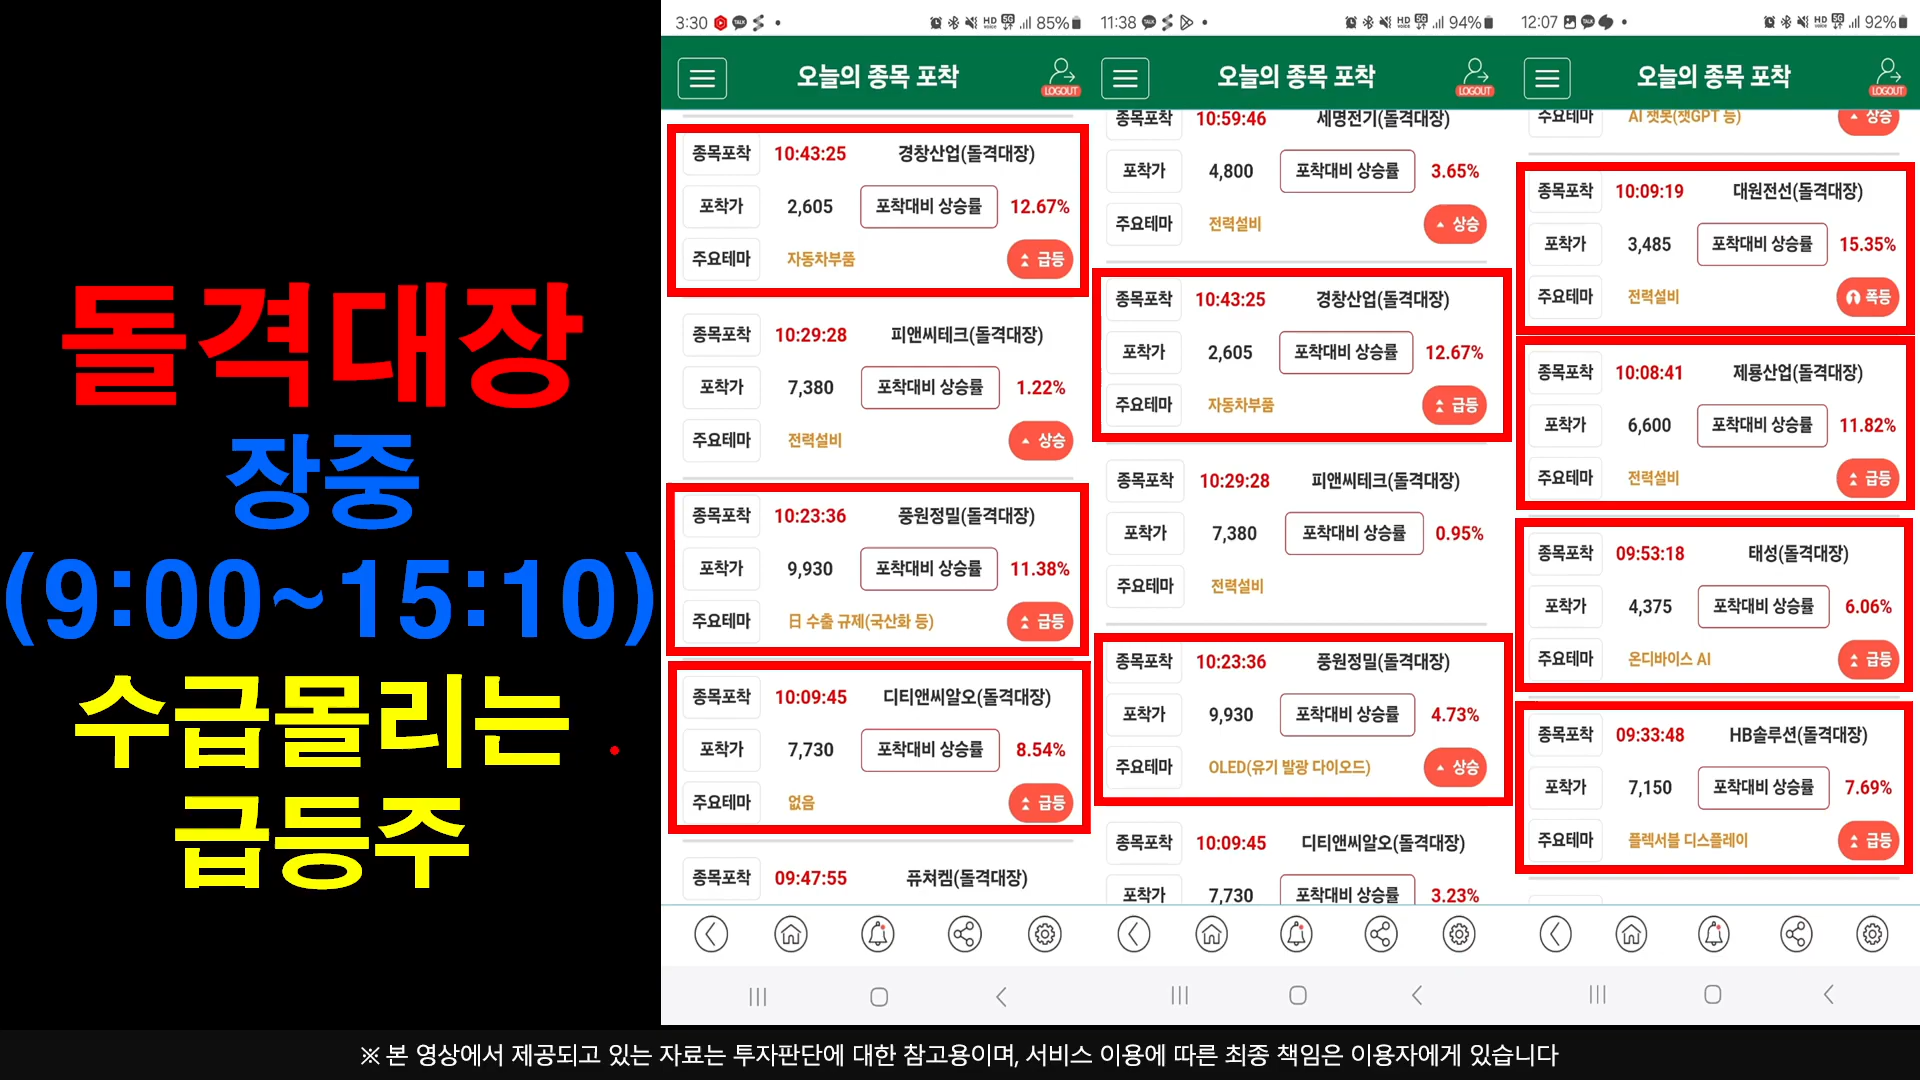 돌격대장
장중
(9:00~15:10)
수급몰리는
급등주
3:30 TALK HD VOICE 5G 85%
오늘의 종목 포착
LOGOUT
종목포착 10:43:25 경창산업(돌격대장)
포착가 2,605 포착대비 상승률 12.67%
주요테마 자동차부품 급등
종목포착 10:29:28 피앤씨테크(돌격대장)
포착가 7,380 포착대비 상승률 1.22%
주요테마 전력설비 상승
종목포착 10:23:36 풍원정밀(돌격대장)
포착가 9,930 포착대비 상승률 11.38%
주요테마 日 수출 규제(국산화 등) 급등
종목포착 10:09:45 디티앤씨알오(돌격대장)
포착가 7,730 포착대비 상승률 8.54%
주요테마 없음 급등
종목포착 09:47:55 퓨쳐켐(돌격대장)
11:38 TALK HD VOICE 5G 94%
오늘의 종목 포착
LOGOUT
종목포착 10:59:46 세명전기(돌격대장)
포착가 4,800 포착대비 상승률 3.65%
주요테마 전력설비 상승
종목포착 10:43:25 경창산업(돌격대장)
포착가 2,605 포착대비 상승률 12.67%
주요테마 자동차부품 급등
종목포착 10:29:28 피앤씨테크(돌격대장)
포착가 7,380 포착대비 상승률 0.95%
주요테마 전력설비
종목포착 10:23:36 풍원정밀(돌격대장)
포착가 9,930 포착대비 상승률 4.73%
주요테마 OLED(유기 발광 다이오드) 상승
종목포착 10:09:45 디티앤씨알오(돌격대장)
포착가 7,730 포착대비 상승률 3.23%
12:07 TALK HD VOICE 5G 92%
오늘의 종목 포착
LOGOUT
주요테마 AI 챗봇(챗GPT 등) 상승
종목포착 10:09:19 대원전선(돌격대장)
포착가 3,485 포착대비 상승률 15.35%
주요테마 전력설비 폭등
종목포착 10:08:41 제룡산업(돌격대장)
포착가 6,600 포착대비 상승률 11.82%
주요테마 전력설비 급등
종목포착 09:53:18 태성(돌격대장)
포착가 4,375 포착대비 상승률 6.06%
주요테마 온디바이스 AI 급등
종목포착 09:33:48 HB솔루션(돌격대장)
포착가 7,150 포착대비 상승률 7.69%
주요테마 플렉서블 디스플레이 급등
※ 본 영상에서 제공되고 있는 자료는 투자판단에 대한 참고용이며, 서비스 이용에 따른 최종 책임은 이용자에게 있습니다